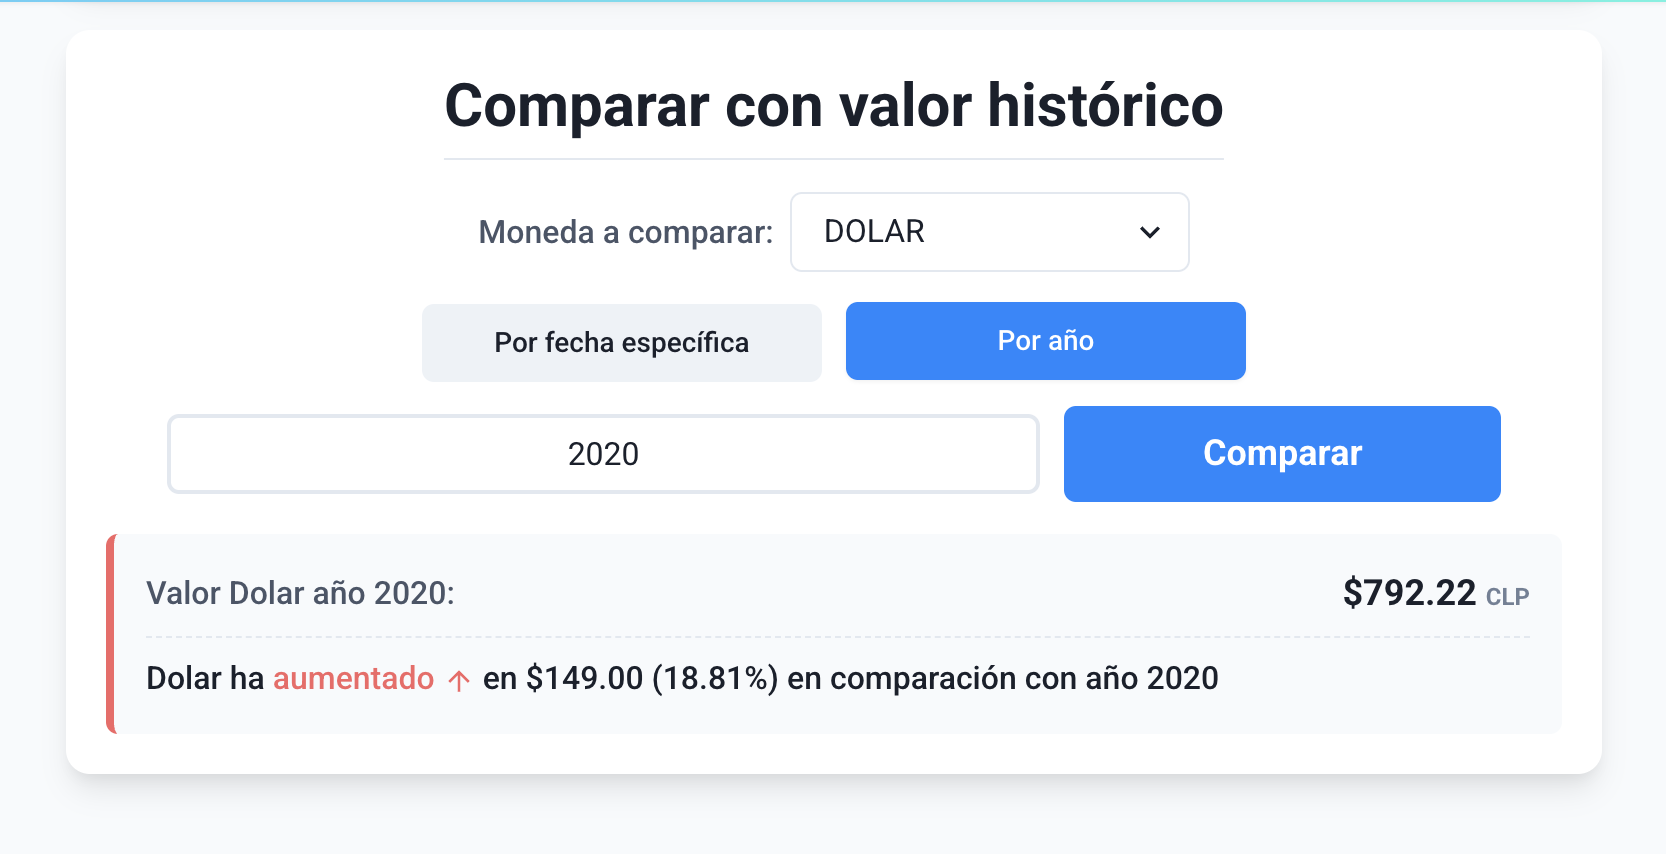 Comparar con valor histórico
Moneda a comparar: DOLAR
Por fecha específica Por año
2020 Comparar
Valor Dolar año 2020: $792.22 CLP
Dolar ha aumentado ↑ en $149.00 (18.81%) en comparación con año 2020